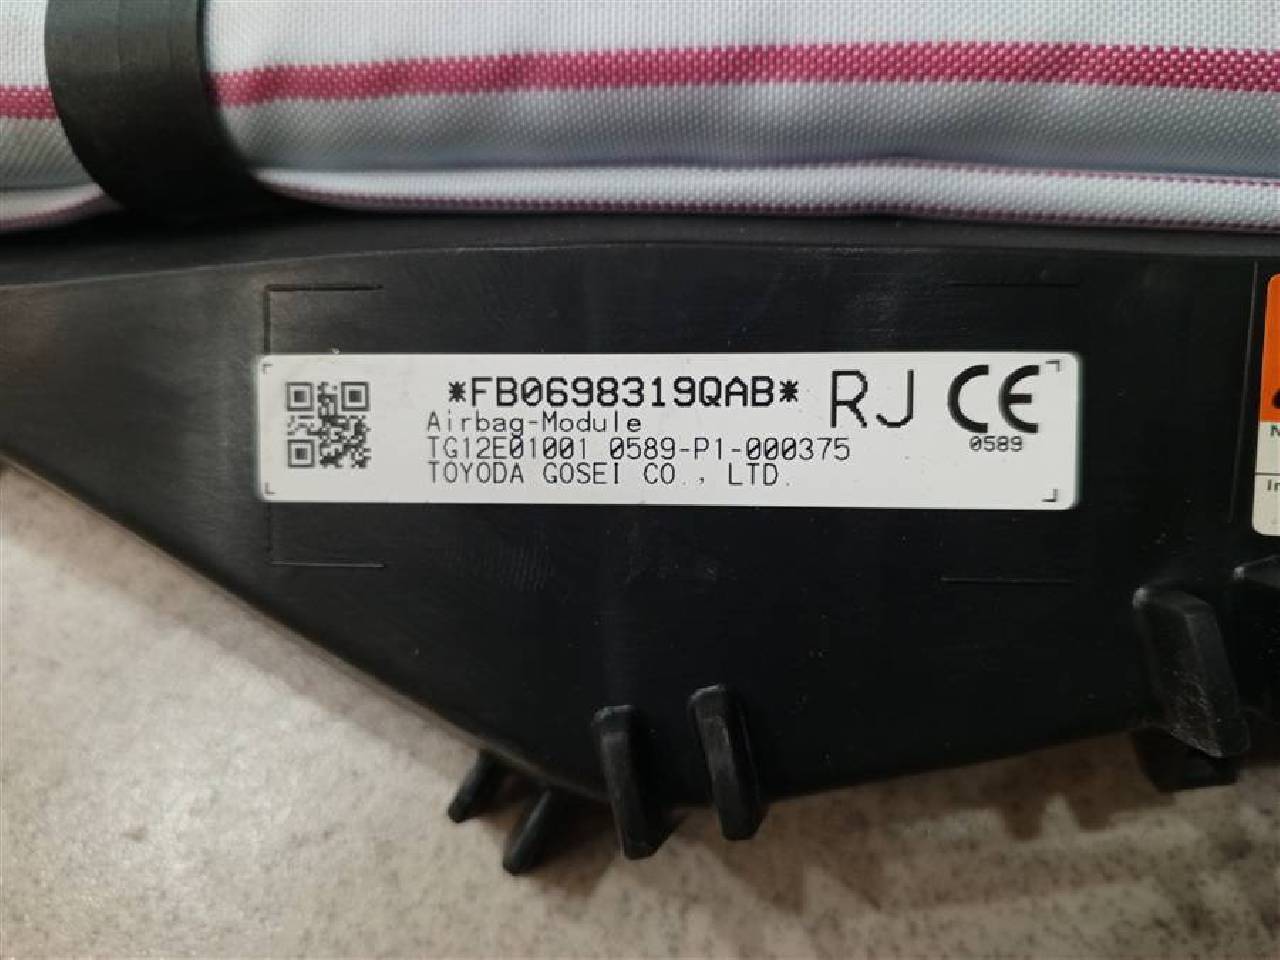 *FB0698319QAB* RJ CE
Airbag-Module
0589
TG12E01001 0589-P1-000375
TOYODA GOSEI CO., LTD.